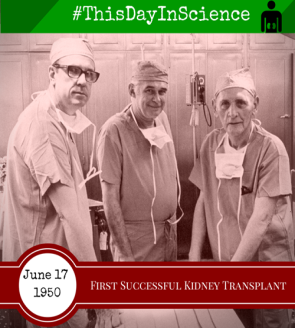 #ThisDayInScience
June 17
1950
First Successful Kidney Transplant